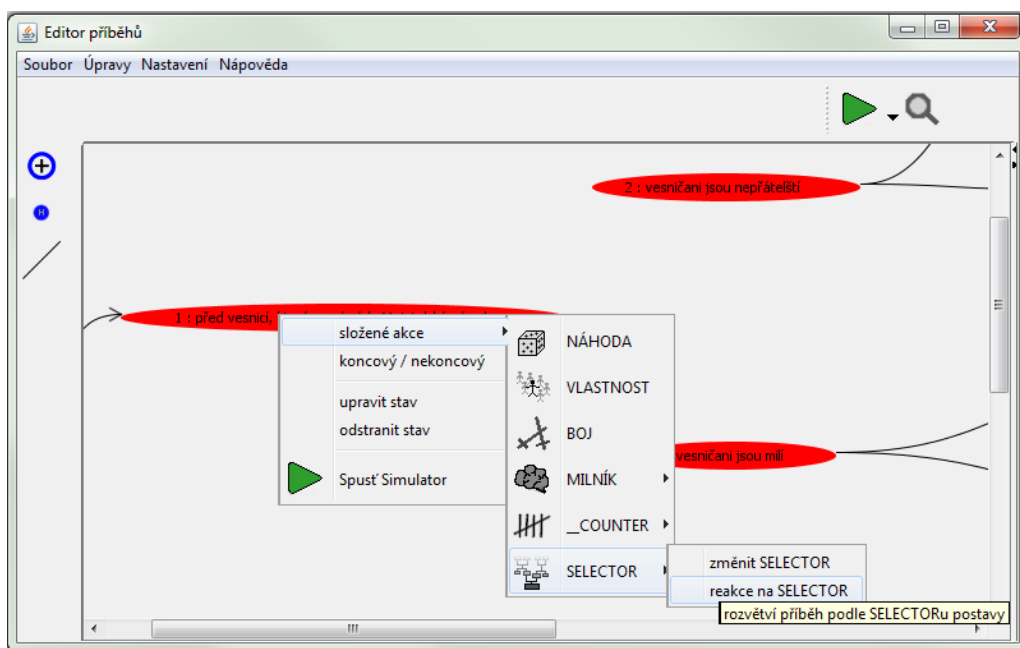 Editor příběhů
Soubor Úpravy Nastavení Nápověda
H
2 : vesničani jsou nepřátelští
1 : před vesnicí,
složené akce
koncový / nekoncový
upravit stav
odstranit stav
Spusť Simulator
NÁHODA
VLASTNOST
BOJ
vesničani jsou milí
MILNÍK
__COUNTER
SELECTOR
změnit SELECTOR
reakce na SELECTOR
rozvětví příběh podle SELECTORu postavy